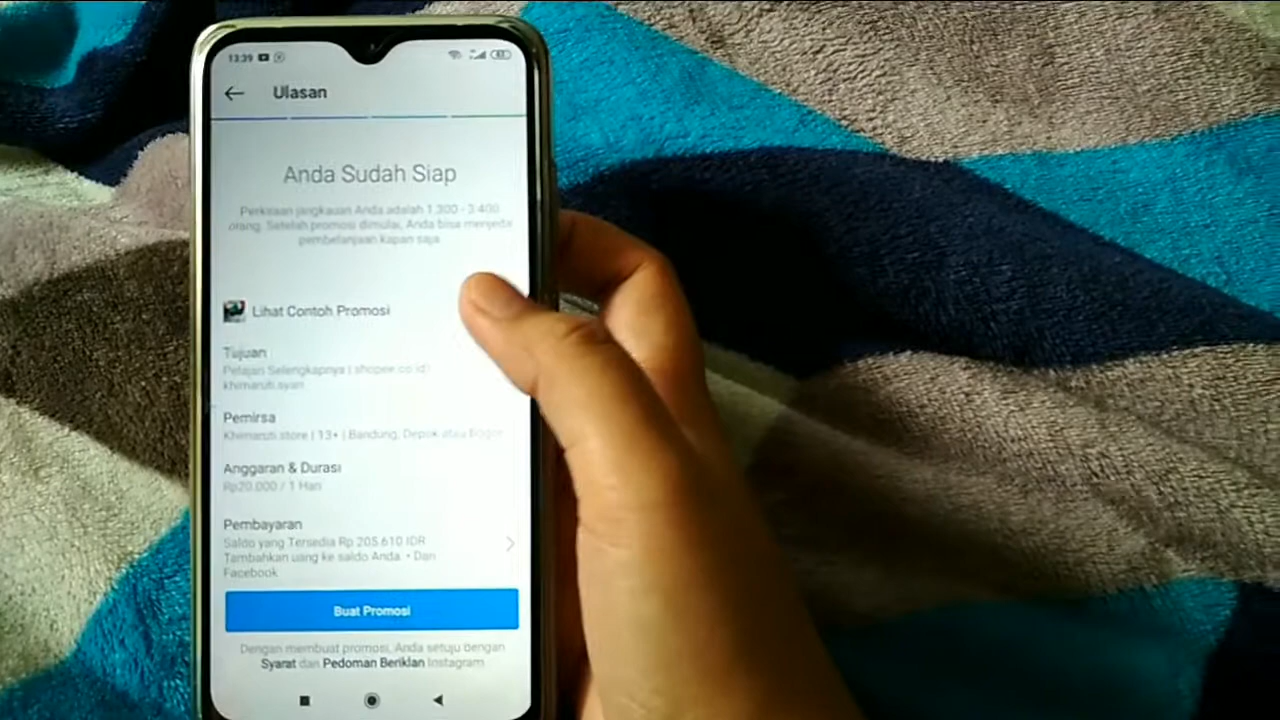 13:39
Ulasan
Anda Sudah Siap
Perkiraan jangkauan Anda adalah 1.300 - 3.400
orang. Setelah promosi dimulai, Anda bisa menjeda
pembelanjaan kapan saja
Lihat Contoh Promosi
Tujuan
Pelajari Selengkapnya | shopee.co.id
khimaruti.syari
Pemirsa
Khimaruti.store | 13+ | Bandung, Depok atau Bogor
Anggaran & Durasi
Rp20.000 / 1 Hari
Pembayaran
Saldo yang Tersedia Rp 205.610 IDR
Tambahkan uang ke saldo Anda. • Dari
Facebook
Buat Promosi
Dengan membuat promosi, Anda setuju dengan
Syarat dan Pedoman Beriklan Instagram